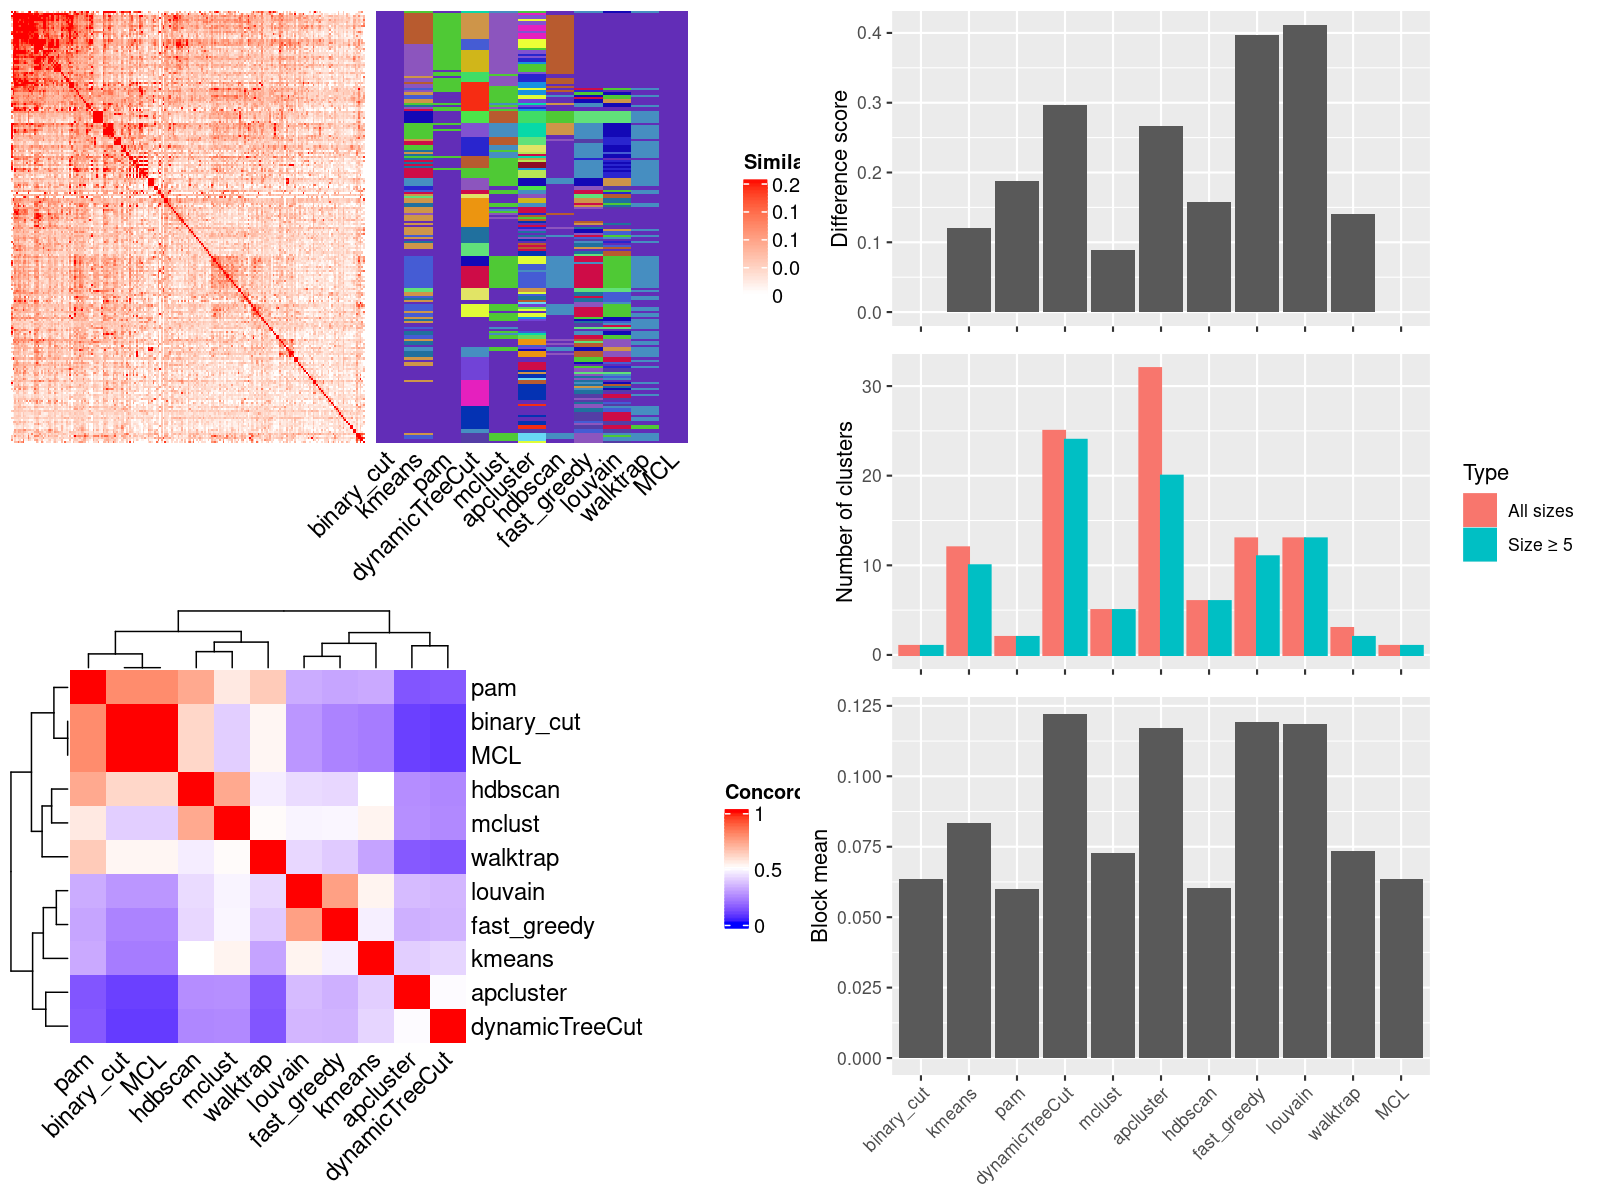 Simila
0.2
0.1
0.1
0.0
0
binary_cut
kmeans
pam
dynamicTreeCut
mclust
apcluster
hdbscan
fast_greedy
louvain
walktrap
MCL
pam
binary_cut
MCL
hdbscan
mclust
walktrap
louvain
fast_greedy
kmeans
apcluster
dynamicTreeCut
pam
binary_cut
MCL
hdbscan
mclust
walktrap
louvain
fast_greedy
kmeans
apcluster
dynamicTreeCut
Concord
1
0.5
0
Difference score
0.4
0.3
0.2
0.1
0.0
Number of clusters
30
20
10
0
Type
All sizes
Size ≥ 5
Block mean
0.125
0.100
0.075
0.050
0.025
0.000
binary_cut
kmeans
pam
dynamicTreeCut
mclust
apcluster
hdbscan
fast_greedy
louvain
walktrap
MCL